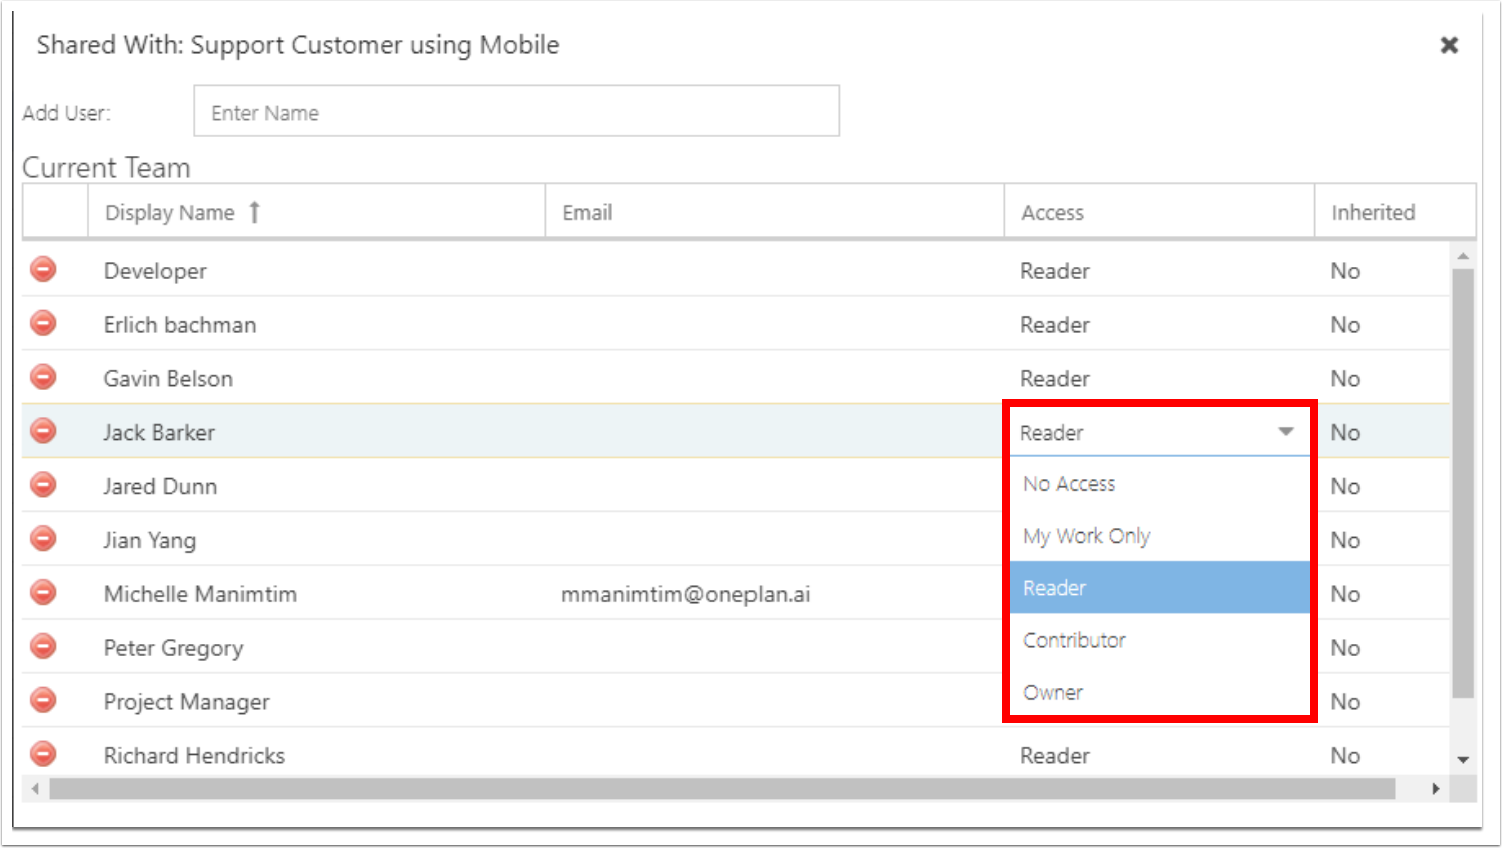 Shared With: Support Customer using Mobile
Add User: Enter Name
Current Team
Display Name Email Access Inherited
Developer Reader No
Erlich bachman Reader No
Gavin Belson Reader No
Jack Barker Reader No
Jared Dunn No Access No
Jian Yang My Work Only No
Michelle Manimtim mmanimtim@oneplan.ai Reader No
Peter Gregory Contributor No
Project Manager Owner No
Richard Hendricks Reader No